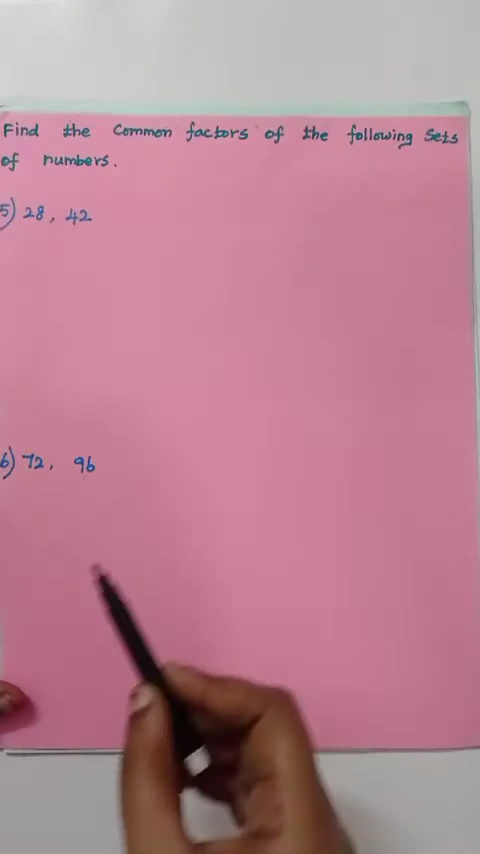 Find the Common factors of the following Sets
of numbers.
5) 28, 42
6) 72, 96